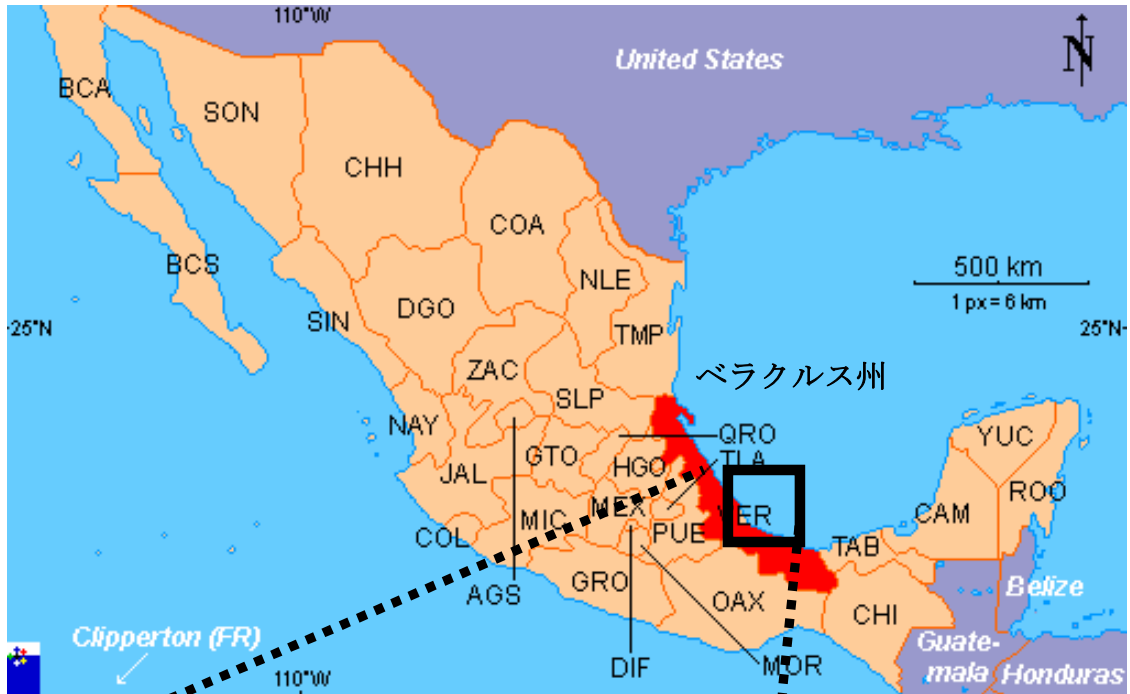 110°W
United States
N
BCA
SON
CHH
COA
BCS
NLE
500 km
1 px = 6 km
DGO
SIN
25°N
25°N
TMP
ZAC
ベラクルス州
SLP
NAY
QRO
YUC
GTO
TLA
HGO
JAL
ROO
MEX
VER
CAM
MIC
PUE
COL
TAB
GRO
AGS
OAX
CHI
Belize
Clipperton (FR)
Guate-
mala
DIF
MOR
Honduras
110°W